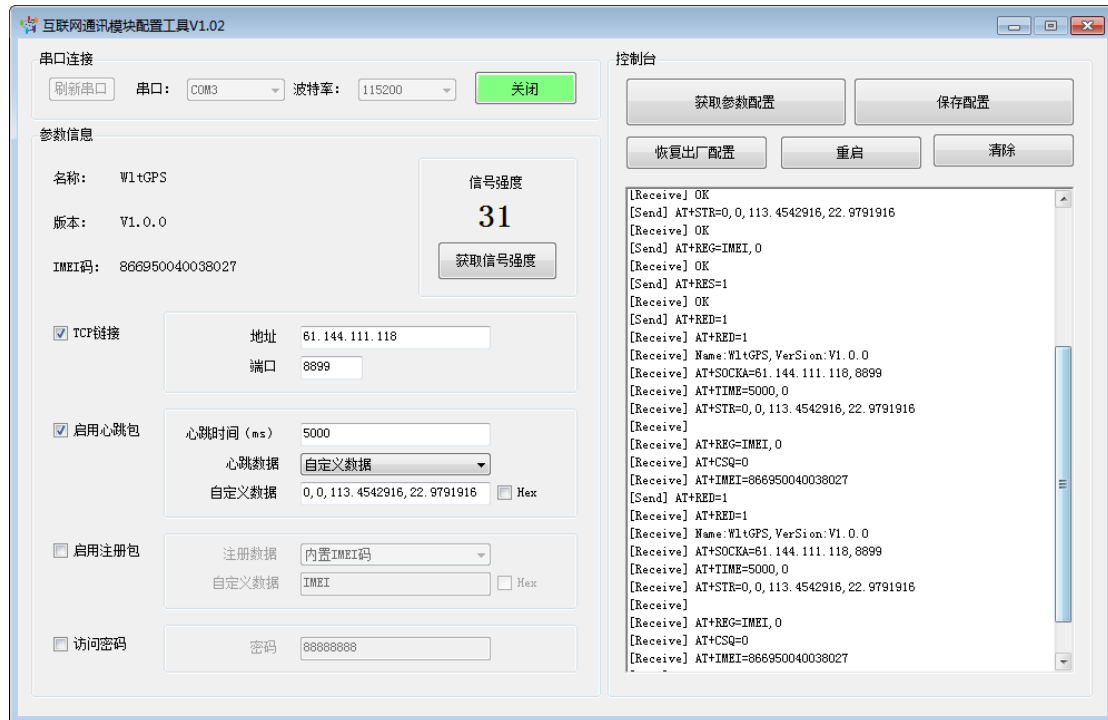 互联网通讯模块配置工具V1.02
串口连接
刷新串口 串口： COM3 波特率： 115200 关闭
参数信息
名称： WltGPS
版本： V1.0.0
IMEI码： 866950040038027
信号强度
31
获取信号强度
TCP链接
地址 61.144.111.118
端口 8899
启用心跳包
心跳时间（ms） 5000
心跳数据 自定义数据
自定义数据 0,0,113.4542916,22.9791916 Hex
启用注册包
注册数据 内置IMEI码
自定义数据 IMEI Hex
访问密码
密码 88888888
控制台
获取参数配置 保存配置
恢复出厂配置 重启 清除
[Receive] OK
[Send] AT+STR=0,0,113.4542916,22.9791916
[Receive] OK
[Send] AT+REG=IMEI,0
[Receive] OK
[Send] AT+RES=1
[Receive] OK
[Send] AT+RED=1
[Receive] AT+RED=1
[Receive] Name:WltGPS,VerSion:V1.0.0
[Receive] AT+SOCKA=61.144.111.118,8899
[Receive] AT+TIME=5000,0
[Receive] AT+STR=0,0,113.4542916,22.9791916
[Receive]
[Receive] AT+REG=IMEI,0
[Receive] AT+CSQ=0
[Receive] AT+IMEI=866950040038027
[Send] AT+RED=1
[Receive] AT+RED=1
[Receive] Name:WltGPS,VerSion:V1.0.0
[Receive] AT+SOCKA=61.144.111.118,8899
[Receive] AT+TIME=5000,0
[Receive] AT+STR=0,0,113.4542916,22.9791916
[Receive]
[Receive] AT+REG=IMEI,0
[Receive] AT+CSQ=0
[Receive] AT+IMEI=866950040038027